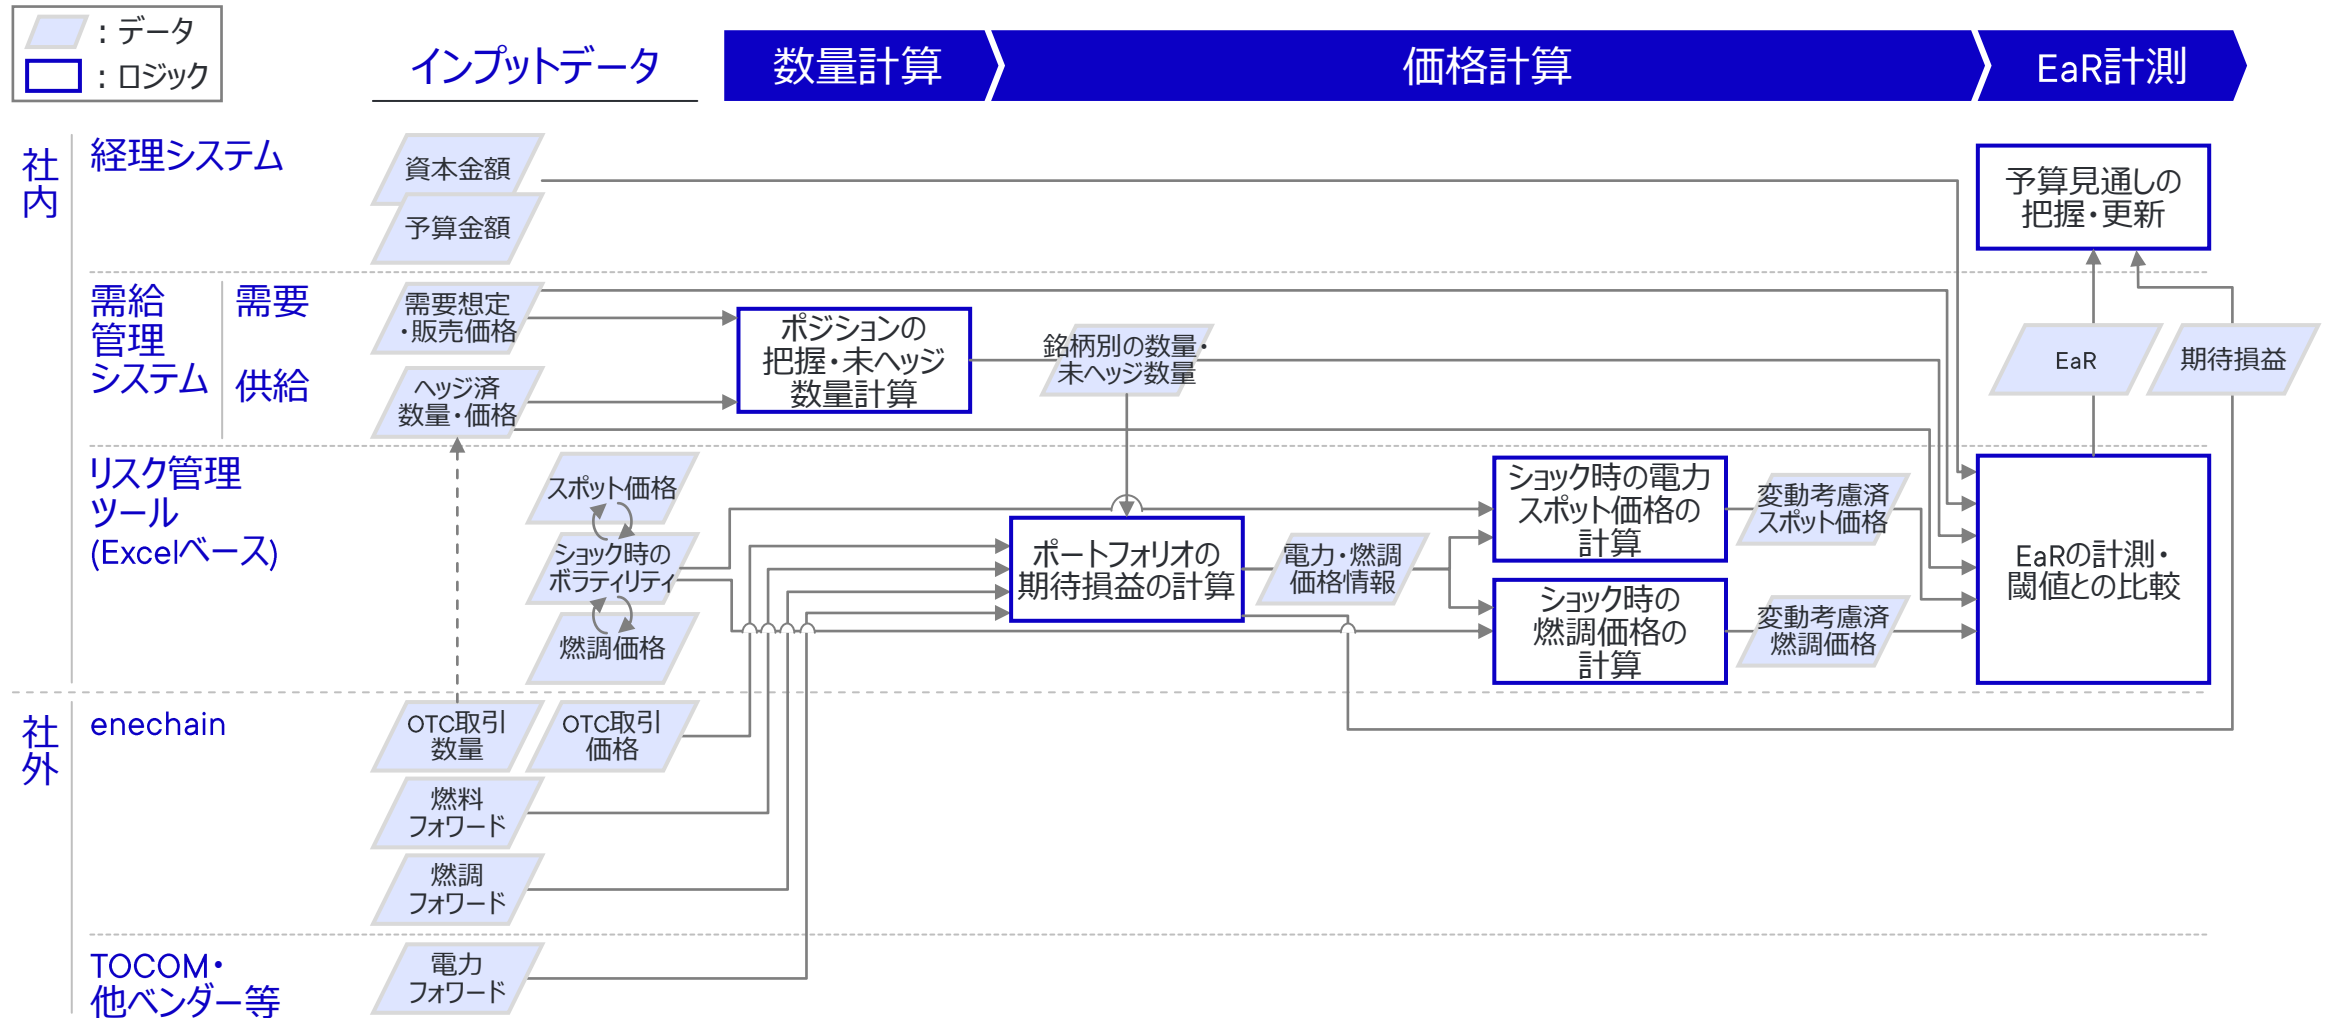 ：データ
：ロジック
インプットデータ
数量計算
価格計算
EaR計測
社内
経理システム
資本金額
予算金額
予算見通しの
把握・更新
需給
管理
システム
需要
供給
需要想定
・販売価格
ヘッジ済
数量・価格
ポジションの
把握・未ヘッジ
数量計算
銘柄別の数量・
未ヘッジ数量
EaR
期待損益
リスク管理
ツール
(Excelベース)
スポット価格
ショック時の
ボラティリティ
燃調価格
ポートフォリオの
期待損益の計算
電力・燃調
価格情報
ショック時の電力
スポット価格の
計算
ショック時の
燃調価格の
計算
変動考慮済
スポット価格
変動考慮済
燃調価格
EaRの計測・
閾値との比較
社外
enechain
OTC取引
数量
OTC取引
価格
燃料
フォワード
燃調
フォワード
TOCOM・
他ベンダー等
電力
フォワード